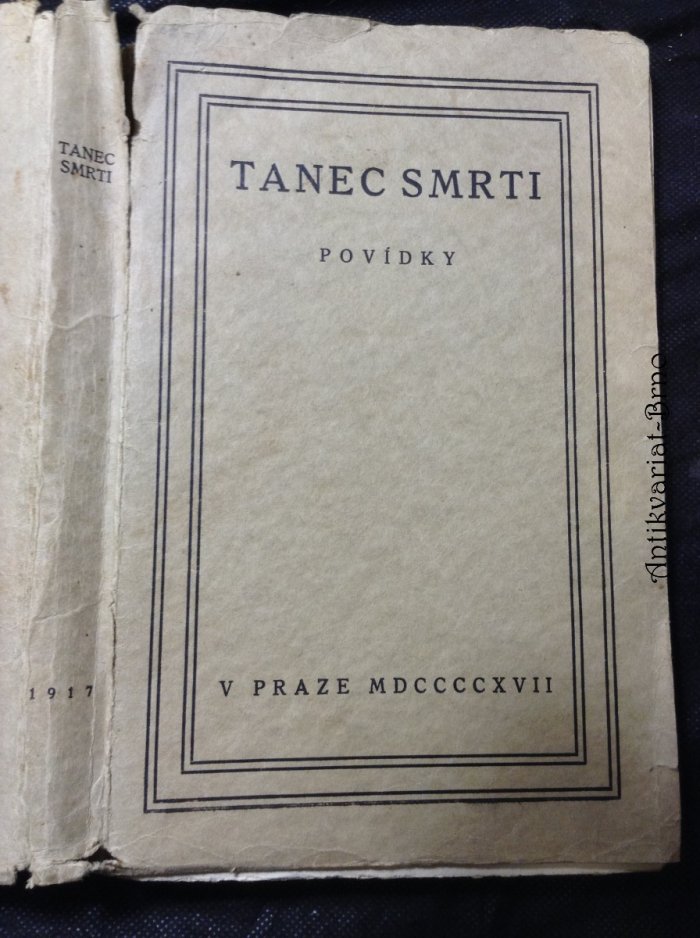 TANEC
SMRTI
1917
TANEC SMRTI
POVÍDKY
V PRAZE MDCCCCXVII
Antikvariat-Brno